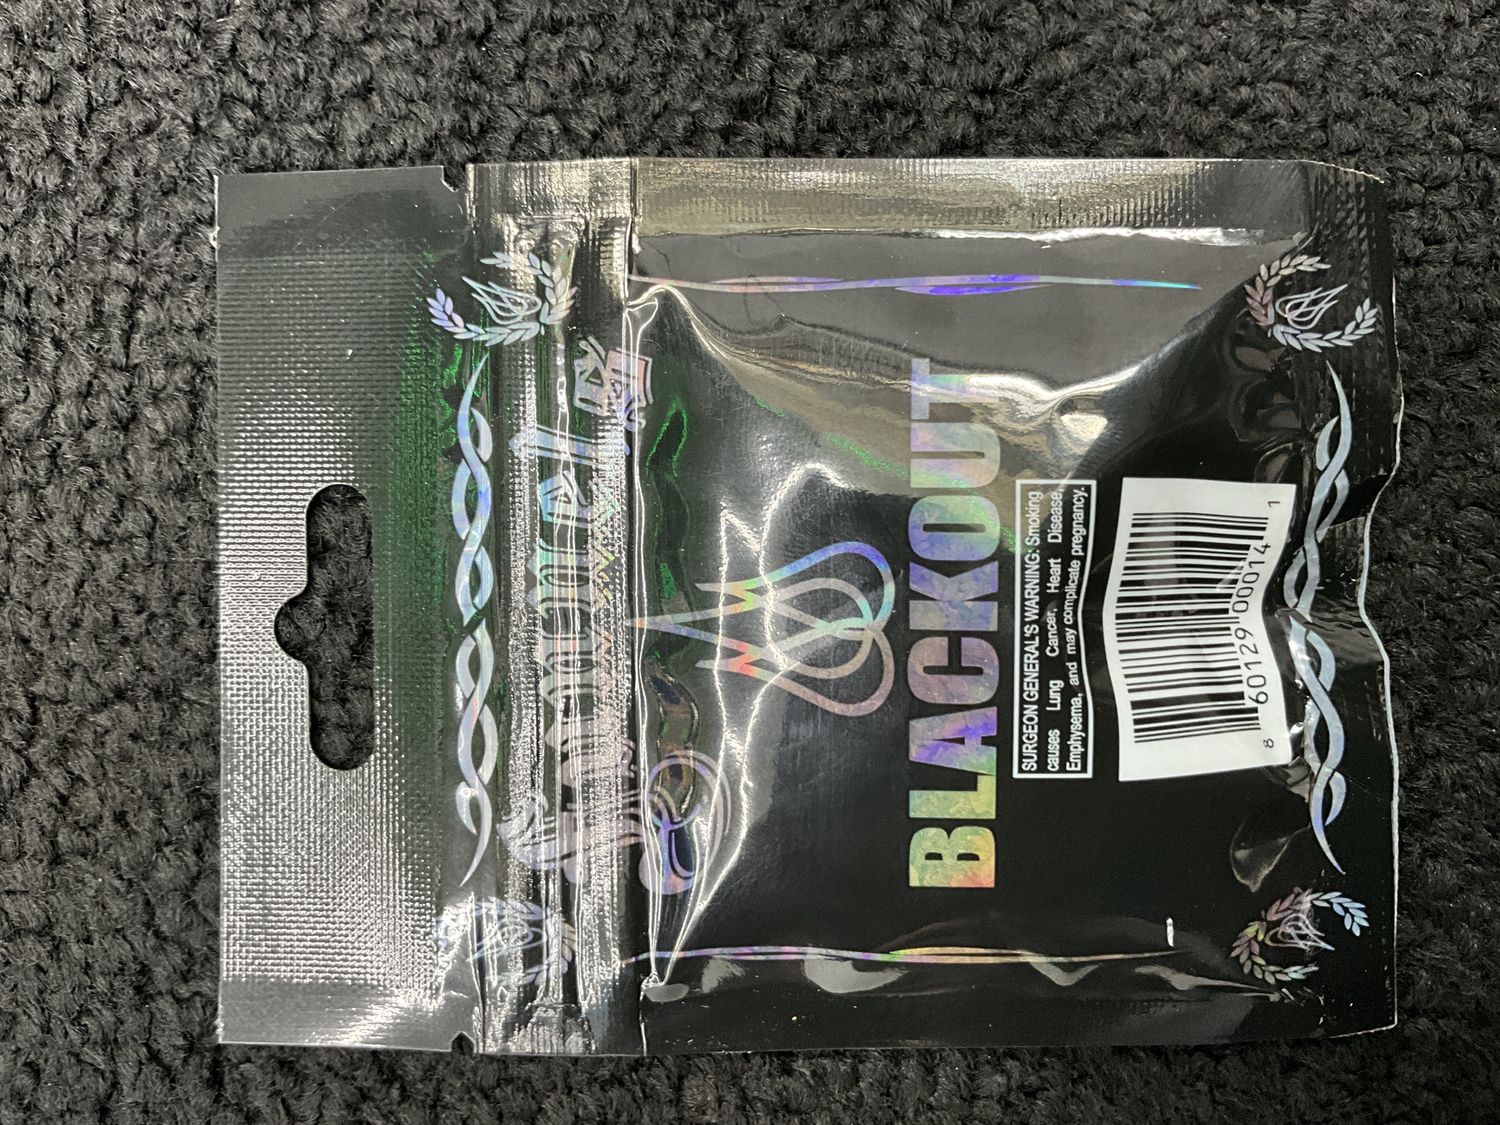 BLACKOUT
SURGEON GENERAL'S WARNING: Smoking
causes Lung Cancer, Heart Disease,
Emphysema, and may complicate pregnancy.
8 60129 00014 1